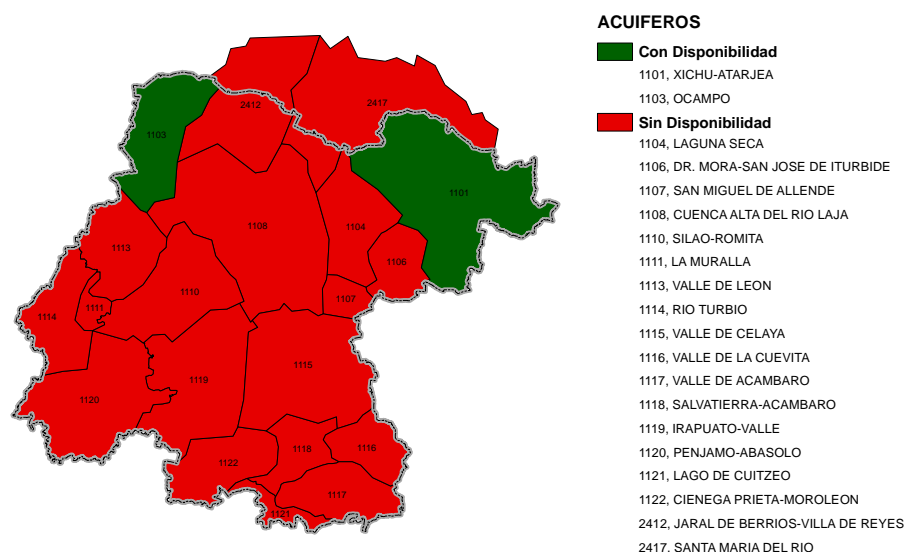 ACUIFEROS
Con Disponibilidad
1101, XICHU-ATARJEA
1103, OCAMPO
Sin Disponibilidad
1104, LAGUNA SECA
1106, DR. MORA-SAN JOSE DE ITURBIDE
1107, SAN MIGUEL DE ALLENDE
1108, CUENCA ALTA DEL RIO LAJA
1110, SILAO-ROMITA
1111, LA MURALLA
1113, VALLE DE LEON
1114, RIO TURBIO
1115, VALLE DE CELAYA
1116, VALLE DE LA CUEVITA
1117, VALLE DE ACAMBARO
1118, SALVATIERRA-ACAMBARO
1119, IRAPUATO-VALLE
1120, PENJAMO-ABASOLO
1121, LAGO DE CUITZEO
1122, CIENEGA PRIETA-MOROLEON
2412, JARAL DE BERRIOS-VILLA DE REYES
2417, SANTA MARIA DEL RIO
2412
2417
1103
1101
1108
1104
1113
1106
1110
1107
1111
1114
1115
1119
1120
1118
1116
1122
1117
1121